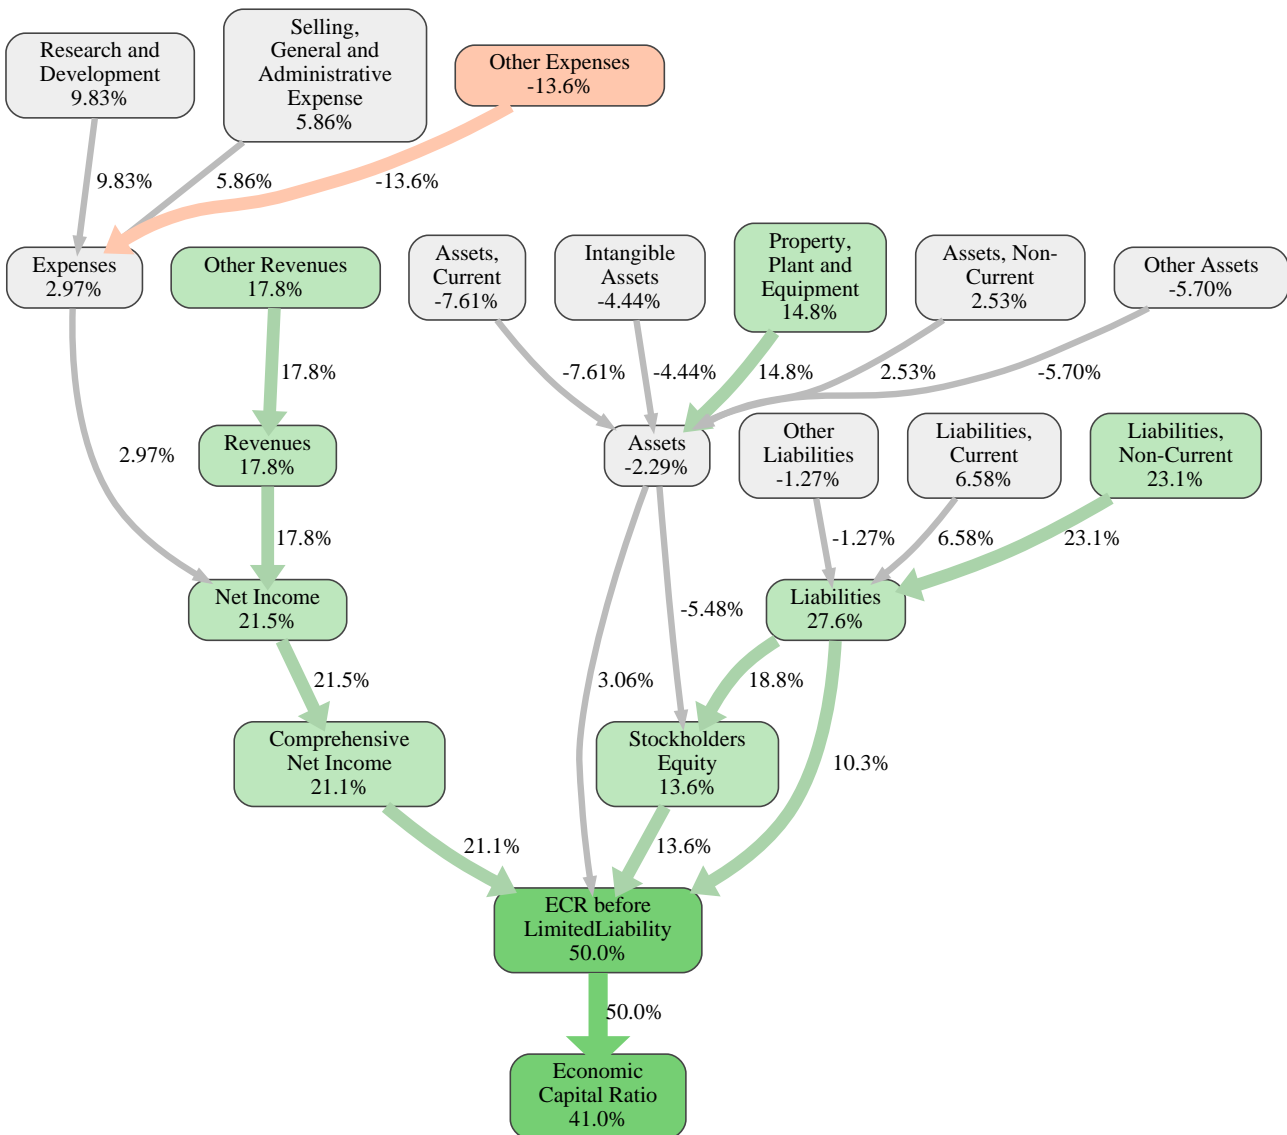 Research and
Development
9.83%
Selling,
General and
Administrative
Expense
5.86%
Other Expenses
-13.6%
9.83%
5.86%
-13.6%
Expenses
2.97%
Other Revenues
17.8%
Assets,
Current
-7.61%
Intangible
Assets
-4.44%
Property,
Plant and
Equipment
14.8%
Assets, Non-
Current
2.53%
Other Assets
-5.70%
17.8%
-7.61%
-4.44%
14.8%
2.53%
-5.70%
2.97%
Revenues
17.8%
Assets
-2.29%
Other
Liabilities
-1.27%
Liabilities,
Current
6.58%
Liabilities,
Non-Current
23.1%
17.8%
-1.27%
6.58%
23.1%
Net Income
21.5%
-5.48%
Liabilities
27.6%
21.5%
3.06%
18.8%
Comprehensive
Net Income
21.1%
Stockholders
Equity
13.6%
10.3%
21.1%
13.6%
ECR before
LimitedLiability
50.0%
50.0%
Economic
Capital Ratio
41.0%